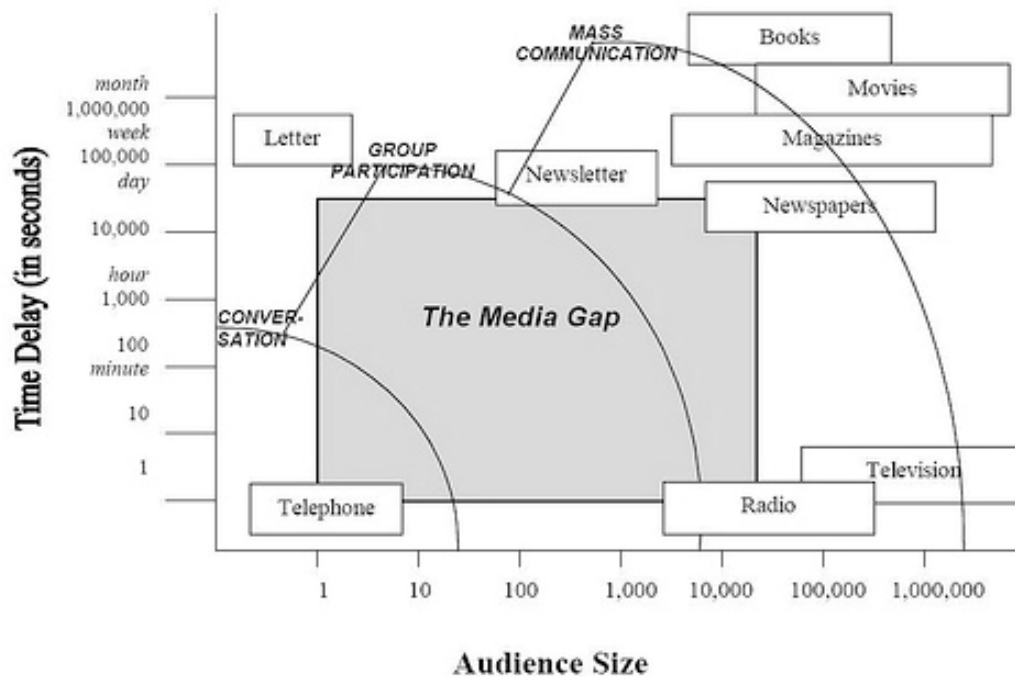 MASS
COMMUNICATION
Books
month
Movies
1,000,000
week
Letter
Magazines
100,000
GROUP
PARTICIPATION
Newsletter
day
Newspapers
10,000
hour
1,000
CONVER-
SATION
The Media Gap
100
minute
10
1
Television
Telephone
Radio
Time Delay (in seconds)
1 10 100 1,000 10,000 100,000 1,000,000
Audience Size